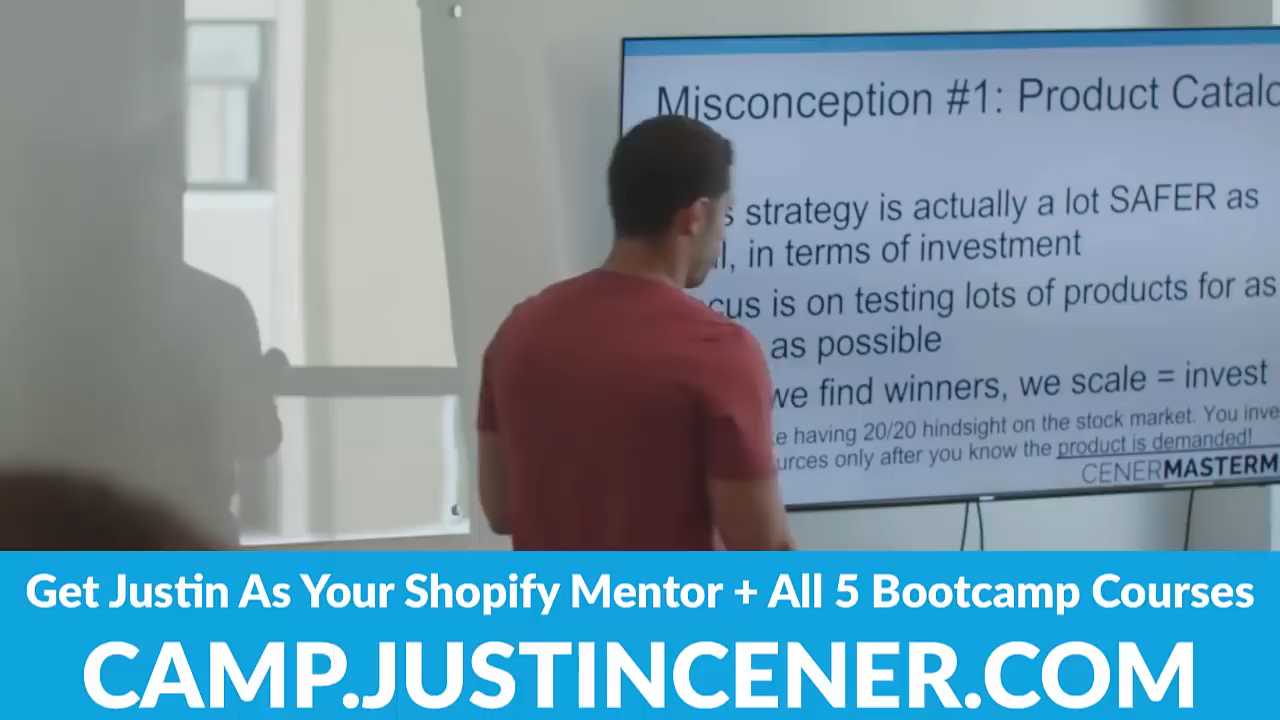 Misconception #1: Product Catalo
s strategy is actually a lot SAFER as
in terms of investment
cus is on testing lots of products for as
as possible
we find winners, we scale = invest
e having 20/20 hindsight on the stock market. You inve
urces only after you know the product is demanded!
CENERMASTERM
Get Justin As Your Shopify Mentor + All 5 Bootcamp Courses
CAMP.JUSTINCENER.COM